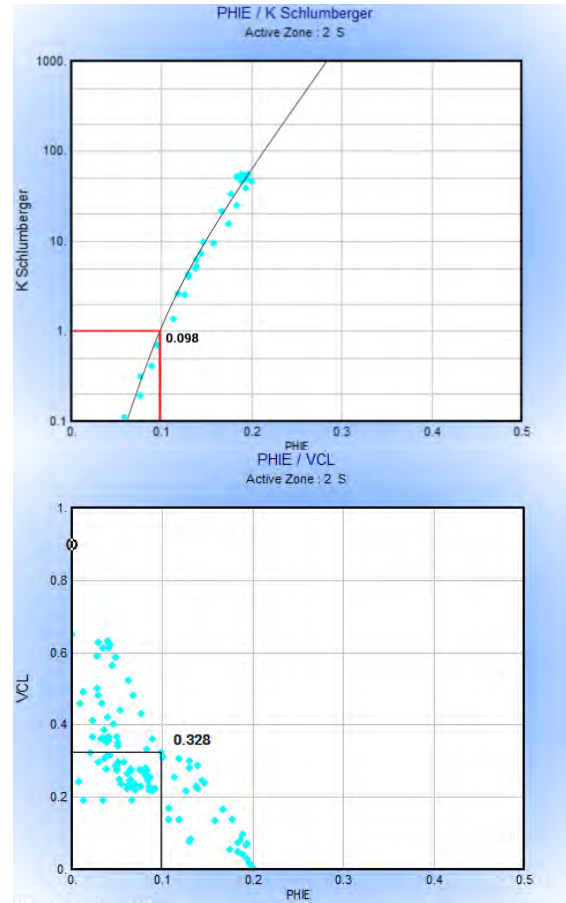 PHIE / K Schlumberger
Active Zone : 2 S
1000.
100.
10.
1.
0.1
K Schlumberger
0.098
0. 0.1 0.2 0.3 0.4 0.5
PHIE
PHIE / VCL
Active Zone : 2 S
1.
0.8
0.6
0.4
0.2
0.
VCL
0.328
0. 0.1 0.2 0.3 0.4 0.5
PHIE